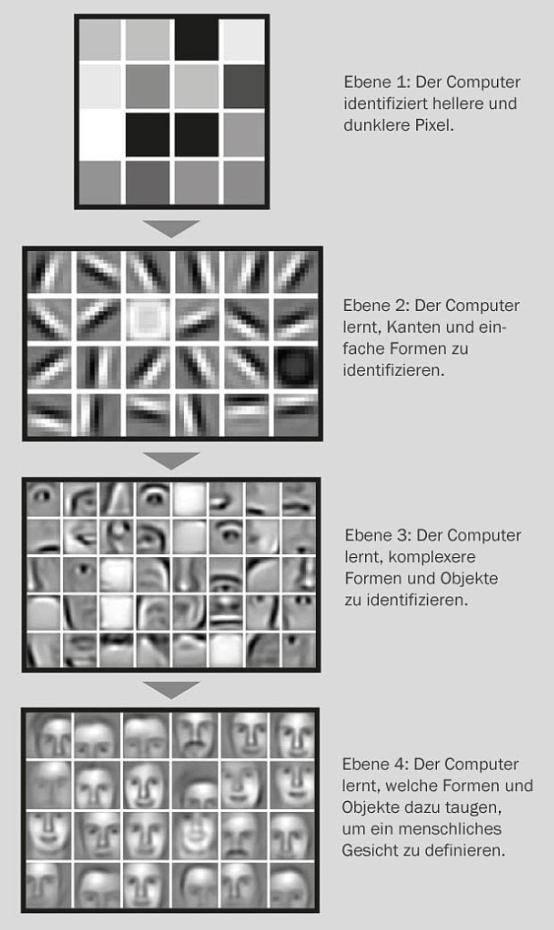 Ebene 1: Der Computer
identifiziert hellere und
dunklere Pixel.
Ebene 2: Der Computer
lernt, Kanten und ein-
fache Formen zu
identifizieren.
Ebene 3: Der Computer
lernt, komplexere
Formen und Objekte
zu identifizieren.
Ebene 4: Der Computer
lernt, welche Formen und
Objekte dazu taugen,
um ein menschliches
Gesicht zu definieren.